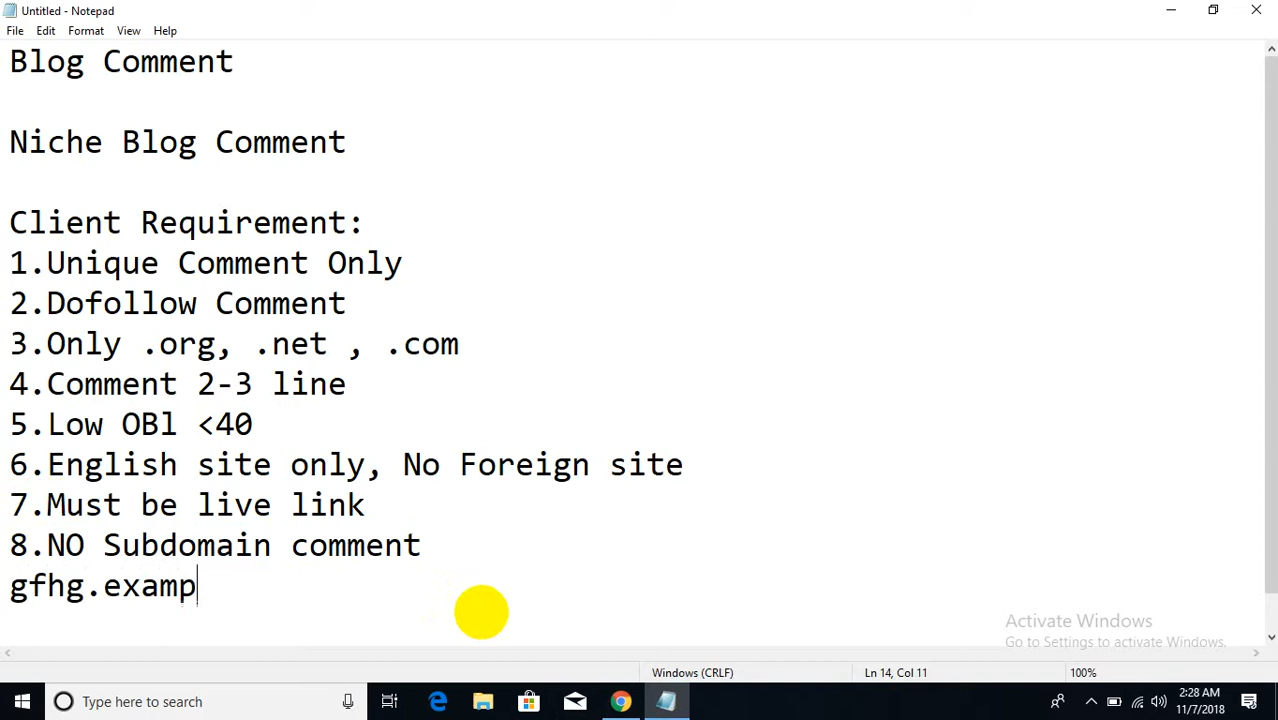 Untitled - Notepad
File Edit Format View Help
Blog Comment
Niche Blog Comment
Client Requirement:
1.Unique Comment Only
2.Dofollow Comment
3.Only .org, .net , .com
4.Comment 2-3 line
5.Low OBl <40
6.English site only, No Foreign site
7.Must be live link
8.NO Subdomain comment
gfhg.examp
Activate Windows
Go to Settings to activate Windows.
Windows (CRLF) Ln 14, Col 11 100%
Type here to search
2:28 AM
11/7/2018